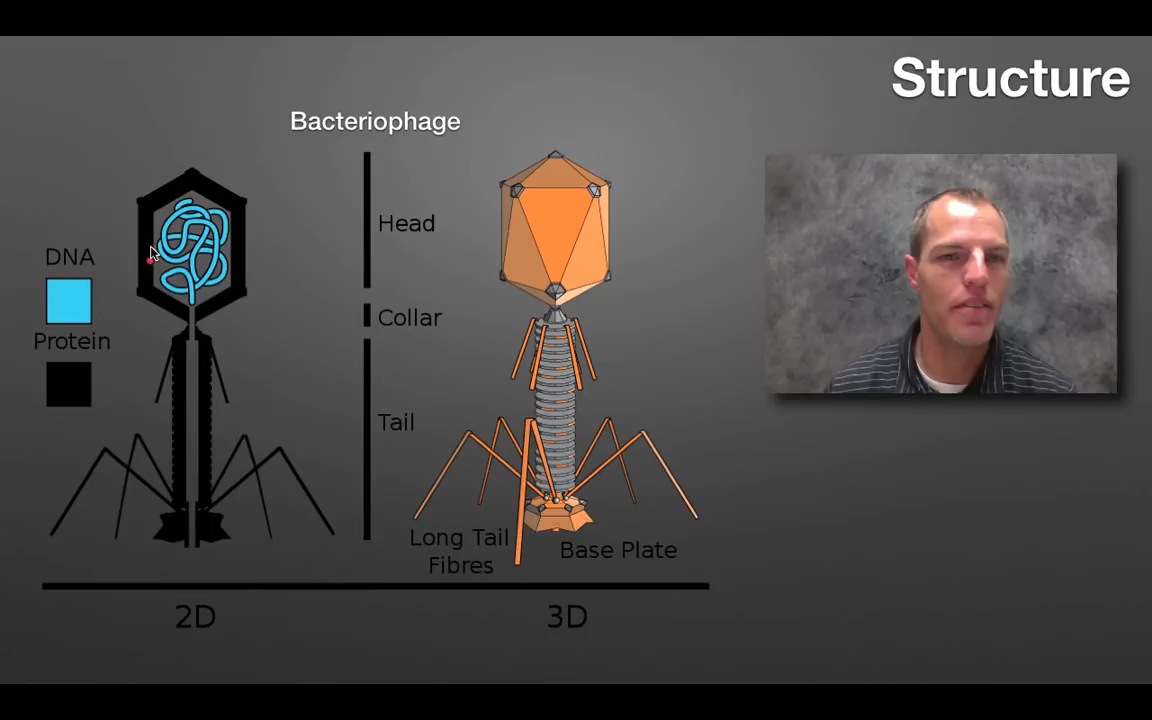 Structure
Bacteriophage
Head
DNA
Collar
Protein
Tail
Long Tail
Fibres
Base Plate
2D
3D